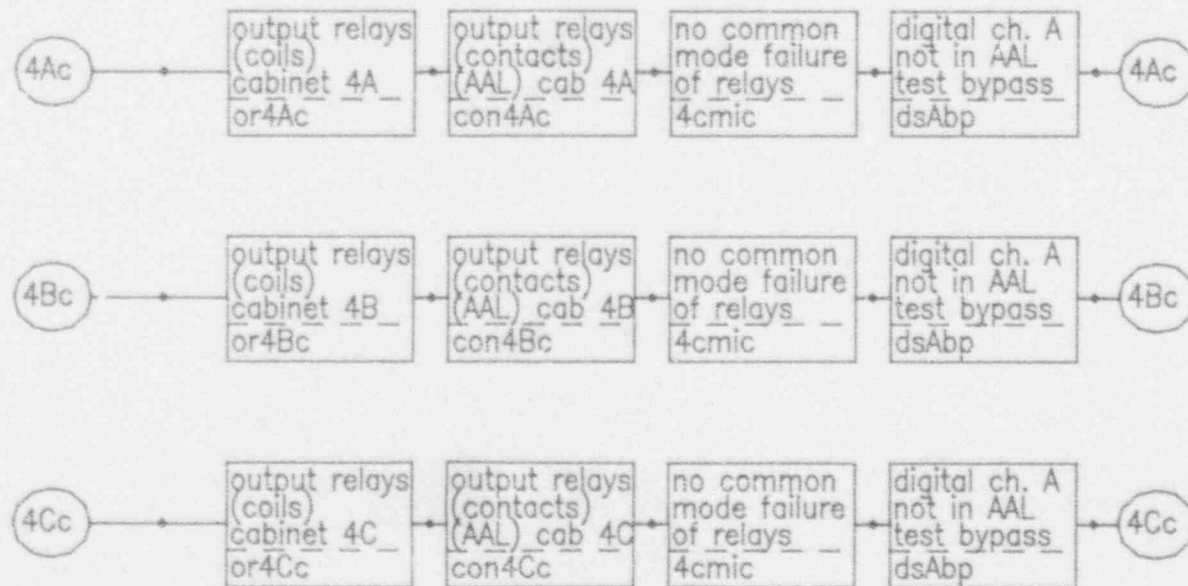 4Ac
output relays
(coils)
cabinet 4A
or4Ac
output relays
(contacts)
(AAL) cab 4A
con4Ac
no common
mode failure
of relays
4cmic
digital ch. A
not in AAL
test bypass
dsAbp
4Ac
4Bc
output relays
(coils)
cabinet 4B
or4Bc
output relays
(contacts)
(AAL) cab 4B
con4Bc
no common
mode failure
of relays
4cmic
digital ch. A
not in AAL
test bypass
dsAbp
4Bc
4Cc
output relays
(coils)
cabinet 4C
or4Cc
output relays
(contacts)
(AAL) cab 4C
con4Cc
no common
mode failure
of relays
4cmic
digital ch. A
not in AAL
test bypass
dsAbp
4Cc